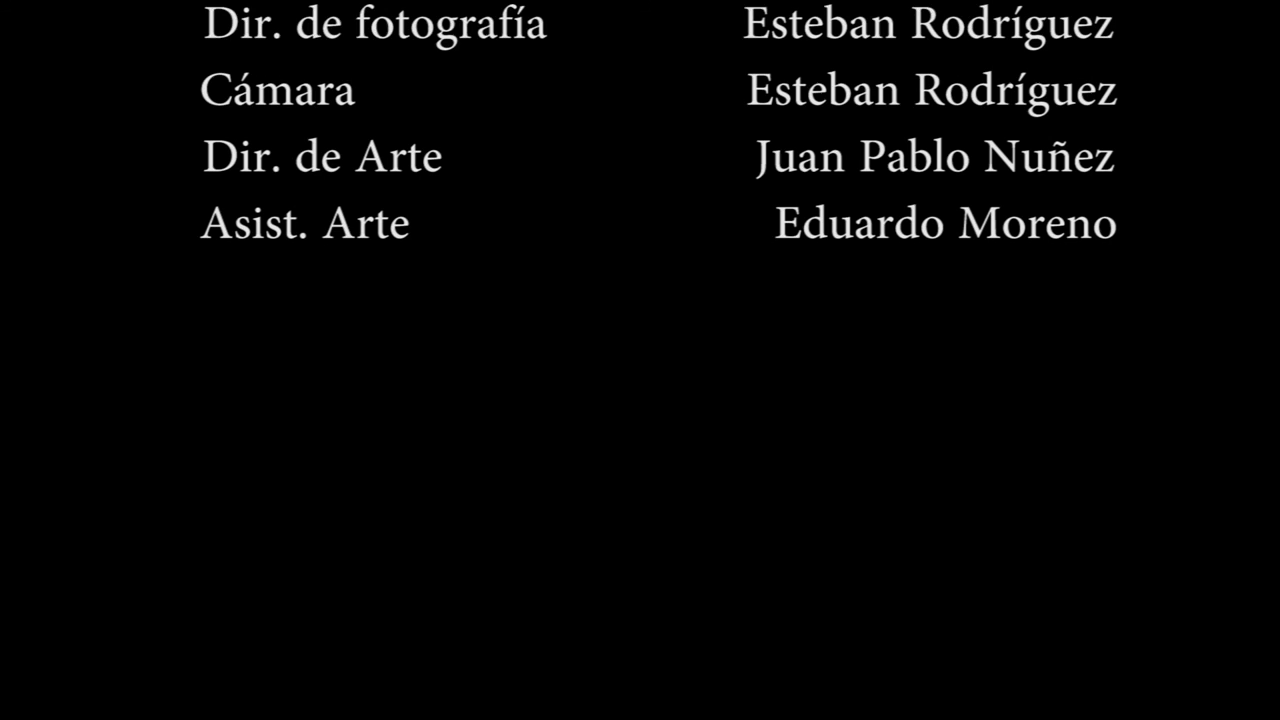 Dir. de fotografía Esteban Rodríguez
Cámara Esteban Rodríguez
Dir. de Arte Juan Pablo Nuñez
Asist. Arte Eduardo Moreno